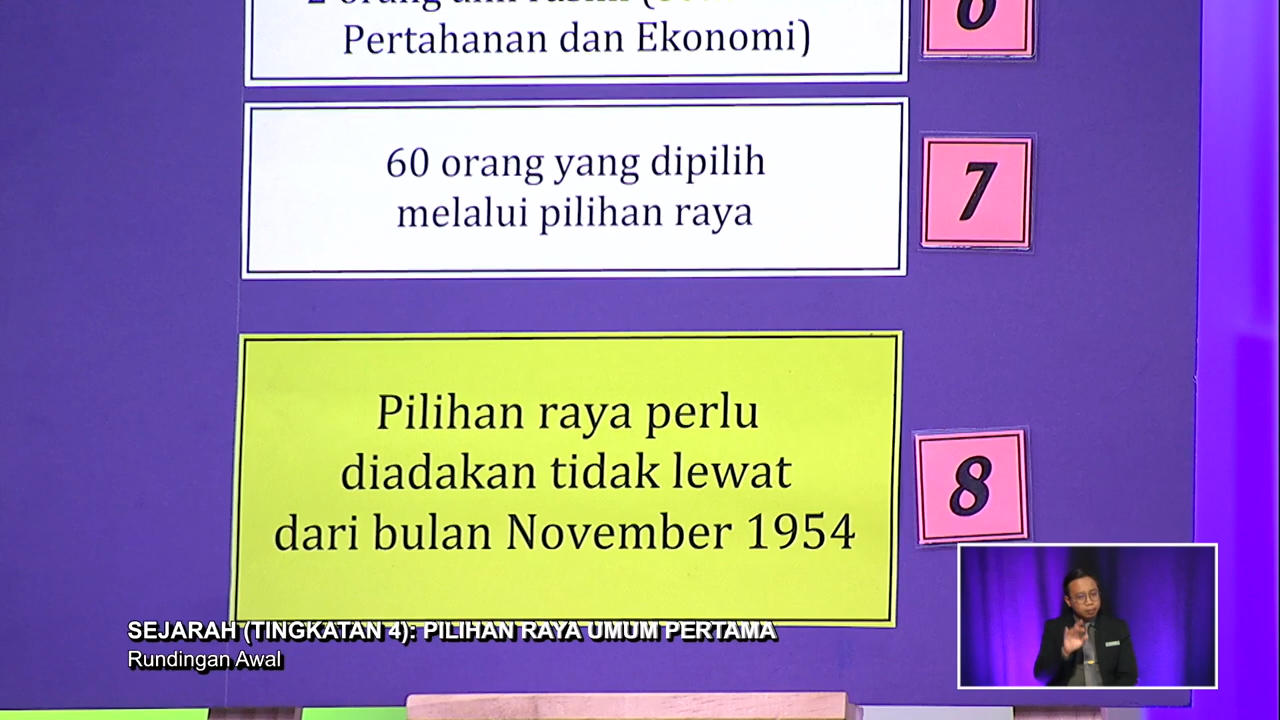 Pertahanan dan Ekonomi)
6
60 orang yang dipilih
melalui pilihan raya
7
Pilihan raya perlu
diadakan tidak lewat
dari bulan November 1954
8
SEJARAH (TINGKATAN 4): PILIHAN RAYA UMUM PERTAMA
Rundingan Awal